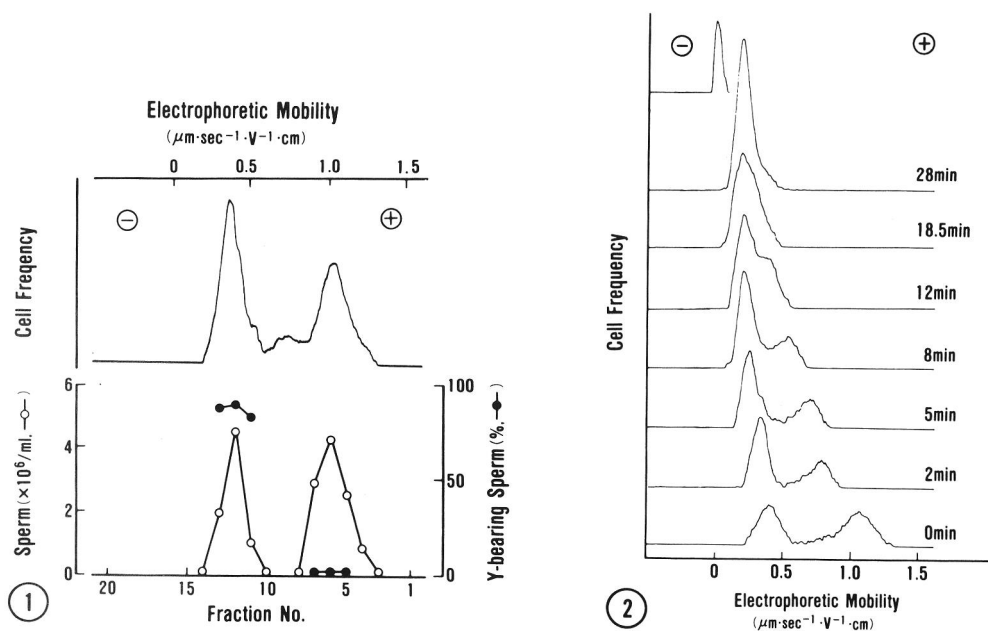 Electrophoretic Mobility
(μm·sec⁻¹·V⁻¹·cm)
0 0.5 1.0 1.5
⊖ ⊕
Cell Freqency
6
4
2
0
Sperm (×10⁶/ml, —○—)
100
50
0
Y-bearing Sperm (%, —●—)
20 15 10 5 1
Fraction No.
1
⊖ ⊕
Cell Frequency
28min
18.5min
12min
8min
5min
2min
0min
0 0.5 1.0 1.5
Electrophoretic Mobility
(μm·sec⁻¹·V⁻¹·cm)
2